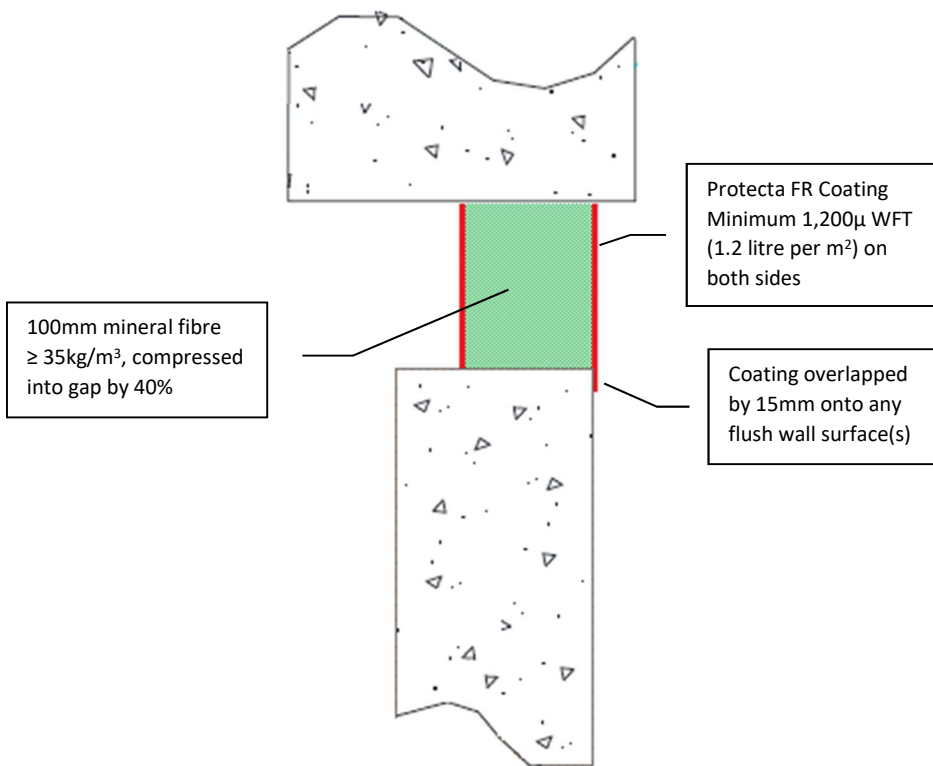 Protecta FR Coating
Minimum 1,200µ WFT
(1.2 litre per m²) on
both sides
100mm mineral fibre
≥ 35kg/m³, compressed
into gap by 40%
Coating overlapped
by 15mm onto any
flush wall surface(s)